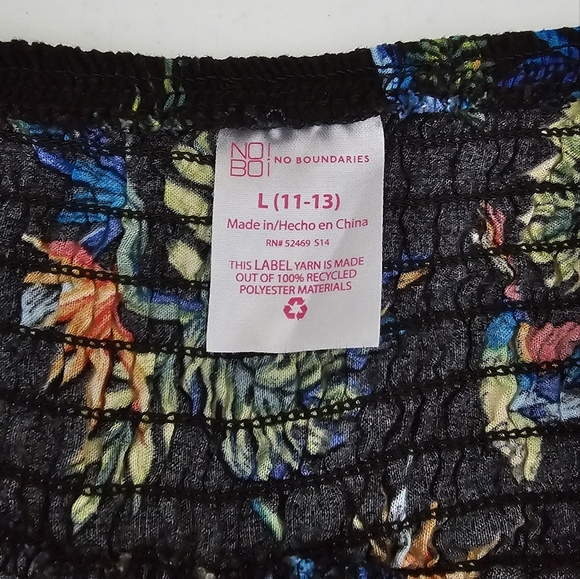 NO!
BO¡ NO BOUNDARIES
L (11-13)
Made in/Hecho en China
RN# 52469 S14
THIS LABEL YARN IS MADE
OUT OF 100% RECYCLED
POLYESTER MATERIALS